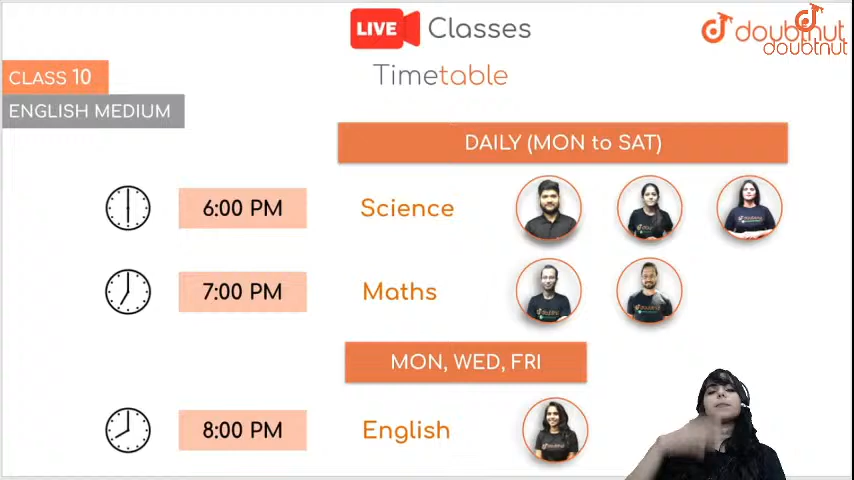 LIVE Classes
doubtnut
doubtnut
Timetable
CLASS 10
ENGLISH MEDIUM
DAILY (MON to SAT)
6:00 PM Science
7:00 PM Maths
MON, WED, FRI
8:00 PM English